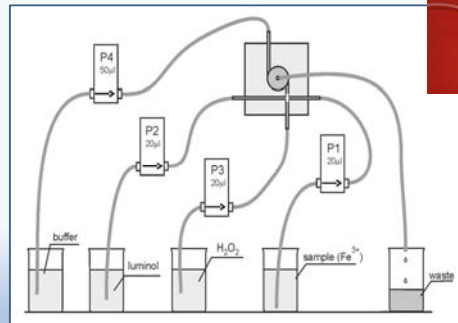 P4
50µl
P2
20µl
P3
20µl
P1
20µl
buffer
luminol
H₂O₂
sample (Fe³⁺)
waste